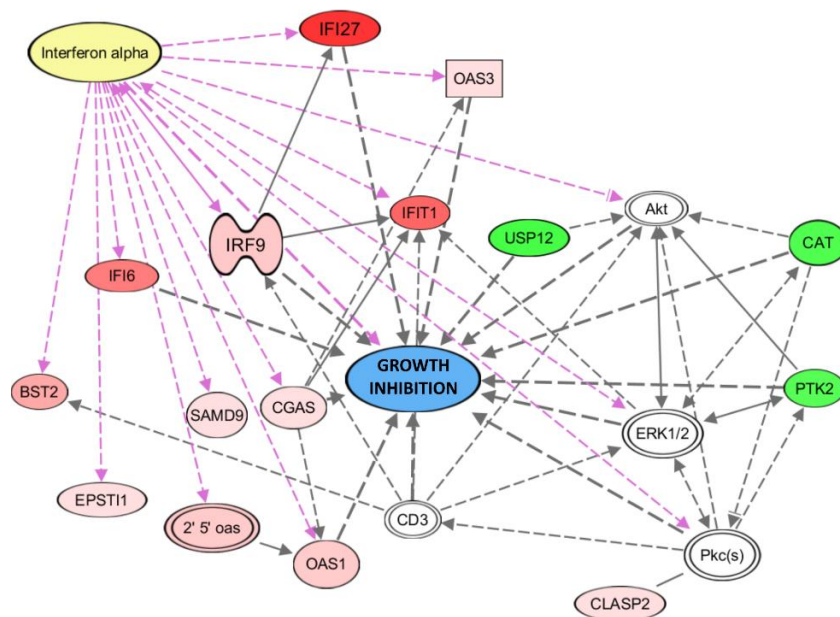 IFI27
Interferon alpha
OAS3
IFIT1
Akt
IRF9
USP12
CAT
IFI6
GROWTH
INHIBITION
BST2
SAMD9
CGAS
PTK2
ERK1/2
EPSTI1
2' 5' oas
CD3
OAS1
Pkc(s)
CLASP2